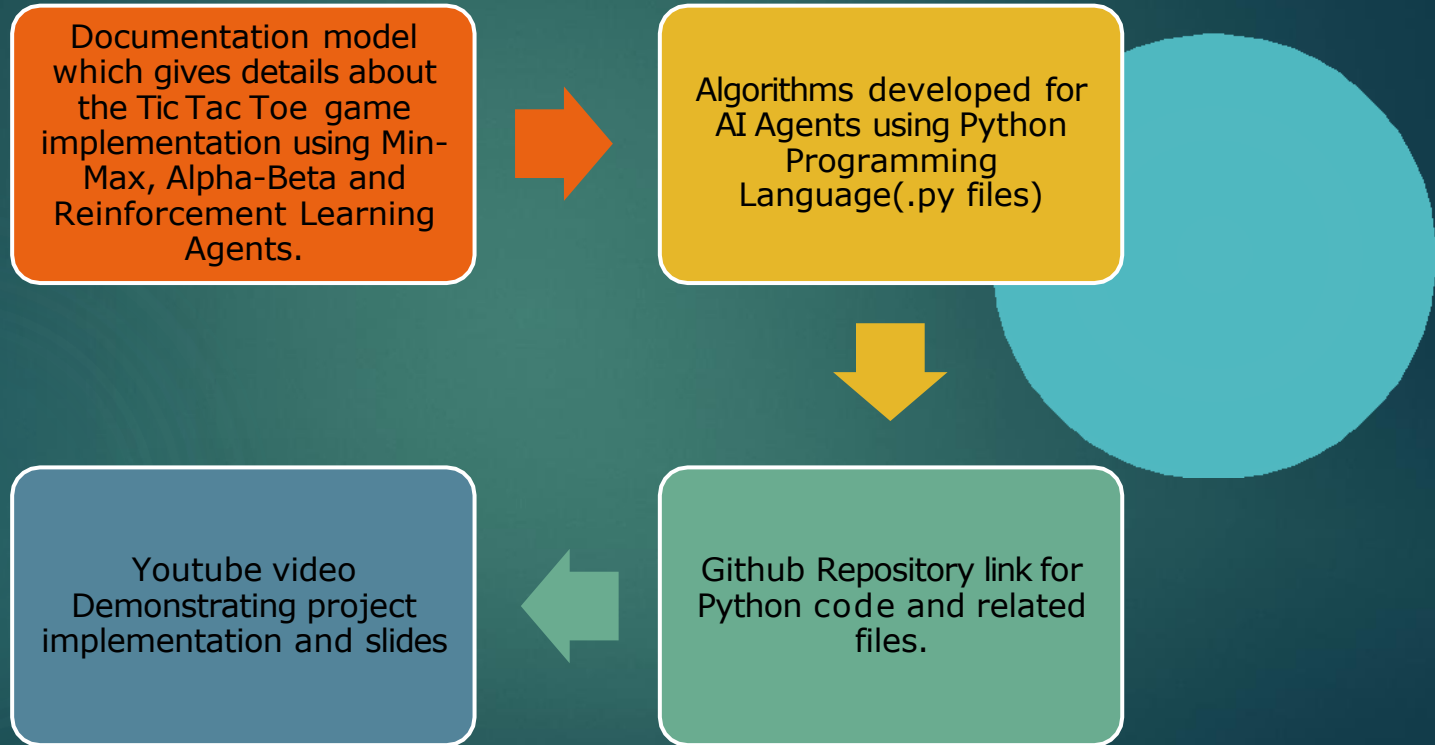 Documentation model
which gives details about
the Tic Tac Toe game
implementation using Min-
Max, Alpha-Beta and
Reinforcement Learning
Agents.
Algorithms developed for
AI Agents using Python
Programming
Language(.py files)
Github Repository link for
Python code and related
files.
Youtube video
Demonstrating project
implementation and slides